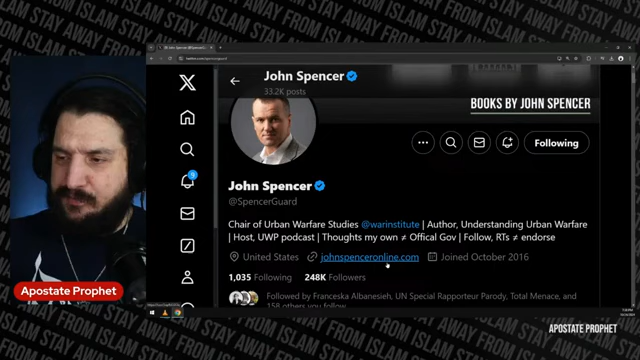 STAY AWAY FROM ISLAM
John Spencer
33.2K posts
BOOKS BY JOHN SPENCER
Following
John Spencer
@SpencerGuard
Chair of Urban Warfare Studies @warinstitute | Author, Understanding Urban Warfare
| Host, UWP podcast | Thoughts my own ≠ Offical Gov | Follow, RTs ≠ endorse
United States johnspenceronline.com Joined October 2016
1,035 Following 248K Followers
Followed by Franceska Albanesieh, UN Special Rapporteur Parody, Total Menace, and
158 others you follow
Apostate Prophet
APOSTATE PROPHET